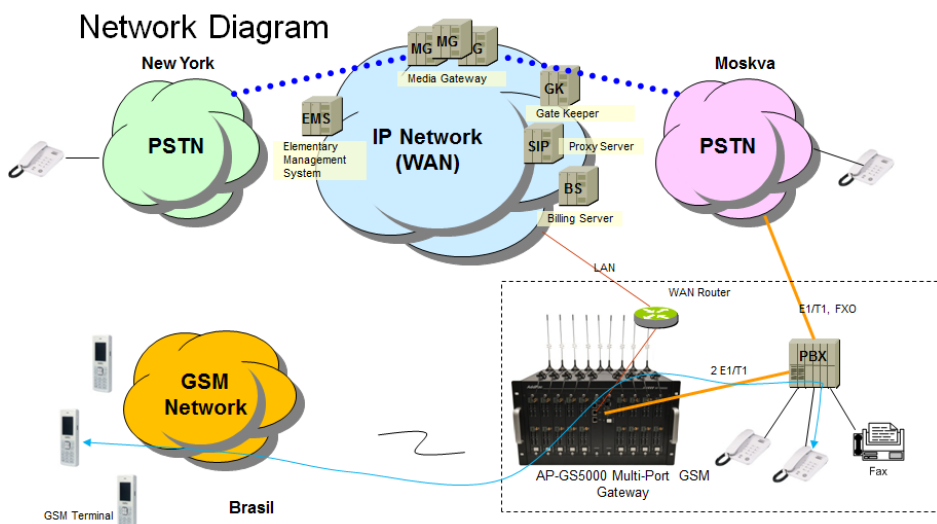 Network Diagram
New York
Moskva
MG
MG
G
Media Gateway
GK
Gate Keeper
EMS
Elementary
Management
System
IP Network
(WAN)
SIP
Proxy Server
BS
Billing Server
PSTN
PSTN
LAN
WAN Router
E1/T1, FXO
PBX
2 E1/T1
GSM
Network
AP-GS5000 Multi-Port GSM
Gateway
Fax
GSM Terminal
Brasil